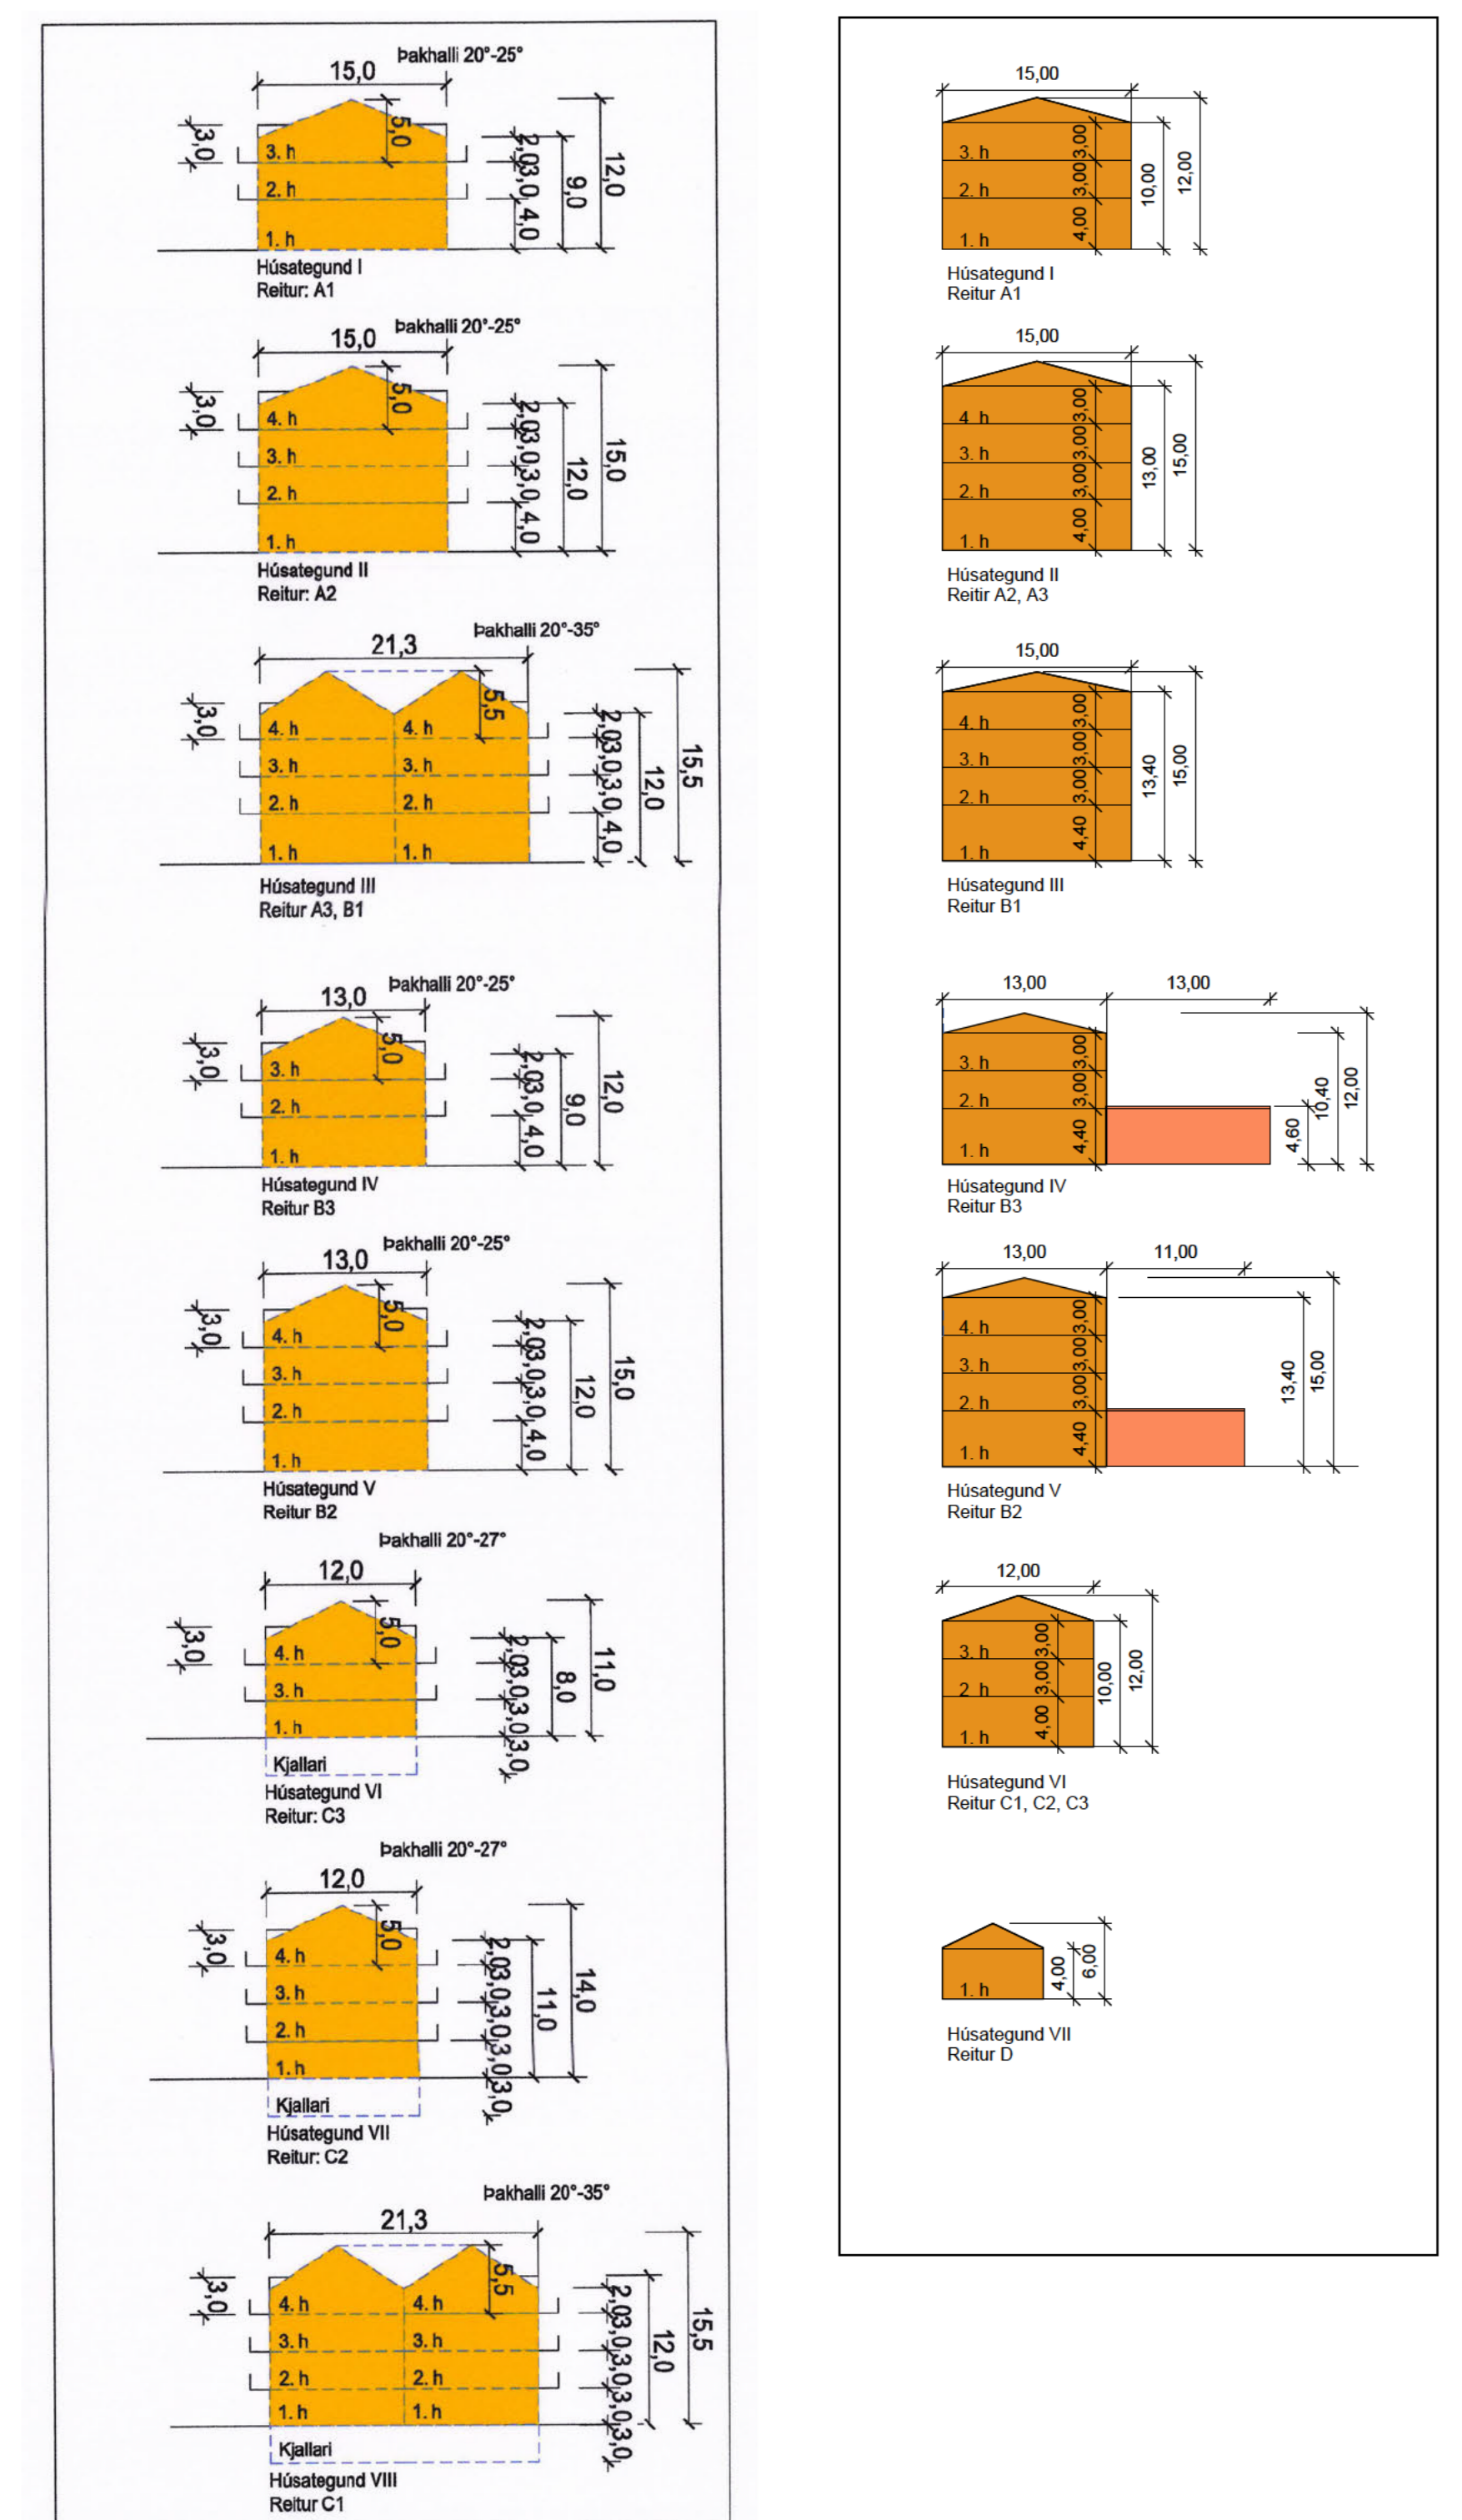 Þakhalli 20°-25°
15,0
5,0
3,0
2,0
3,0
4,0
9,0
12,0
3. h
2. h
1. h
Húsategund I
Reitur: A1
Þakhalli 20°-25°
15,0
5,0
3,0
2,0
3,0
3,0
4,0
12,0
15,0
4. h
3. h
2. h
1. h
Húsategund II
Reitur: A2
Þakhalli 20°-35°
21,3
5,5
3,0
2,0
3,0
3,0
4,0
12,0
15,5
4. h 4. h
3. h 3. h
2. h 2. h
1. h 1. h
Húsategund III
Reitur A3, B1
Þakhalli 20°-25°
13,0
5,0
3,0
2,0
3,0
4,0
9,0
12,0
3. h
2. h
1. h
Húsategund IV
Reitur B3
Þakhalli 20°-25°
13,0
5,0
3,0
2,0
3,0
3,0
4,0
12,0
15,0
4. h
3. h
2. h
1. h
Húsategund V
Reitur B2
Þakhalli 20°-27°
12,0
5,0
3,0
2,0
3,0
3,0
3,0
8,0
11,0
4. h
3. h
1. h
Kjallari
Húsategund VI
Reitur: C3
Þakhalli 20°-27°
12,0
5,0
3,0
2,0
3,0
3,0
3,0
3,0
11,0
14,0
4. h
3. h
2. h
1. h
Kjallari
Húsategund VII
Reitur: C2
Þakhalli 20°-35°
21,3
5,5
3,0
2,0
3,0
3,0
3,0
3,0
12,0
15,5
4. h 4. h
3. h 3. h
2. h 2. h
1. h 1. h
Kjallari
Húsategund VIII
Reitur C1
15,00
3,00
3,00
4,00
10,00
12,00
3. h
2. h
1. h
Húsategund I
Reitur A1
15,00
3,00
3,00
3,00
4,00
13,00
15,00
4. h
3. h
2. h
1. h
Húsategund II
Reitir A2, A3
15,00
3,00
3,00
3,00
4,40
13,40
15,00
4. h
3. h
2. h
1. h
Húsategund III
Reitur B1
13,00 13,00
3,00
3,00
4,40
4,60
10,40
12,00
3. h
2. h
1. h
Húsategund IV
Reitur B3
13,00 11,00
3,00
3,00
3,00
4,40
13,40
15,00
4. h
3. h
2. h
1. h
Húsategund V
Reitur B2
12,00
3,00
3,00
4,00
10,00
12,00
3. h
2. h
1. h
Húsategund VI
Reitur C1, C2, C3
4,00
6,00
1. h
Húsategund VII
Reitur D